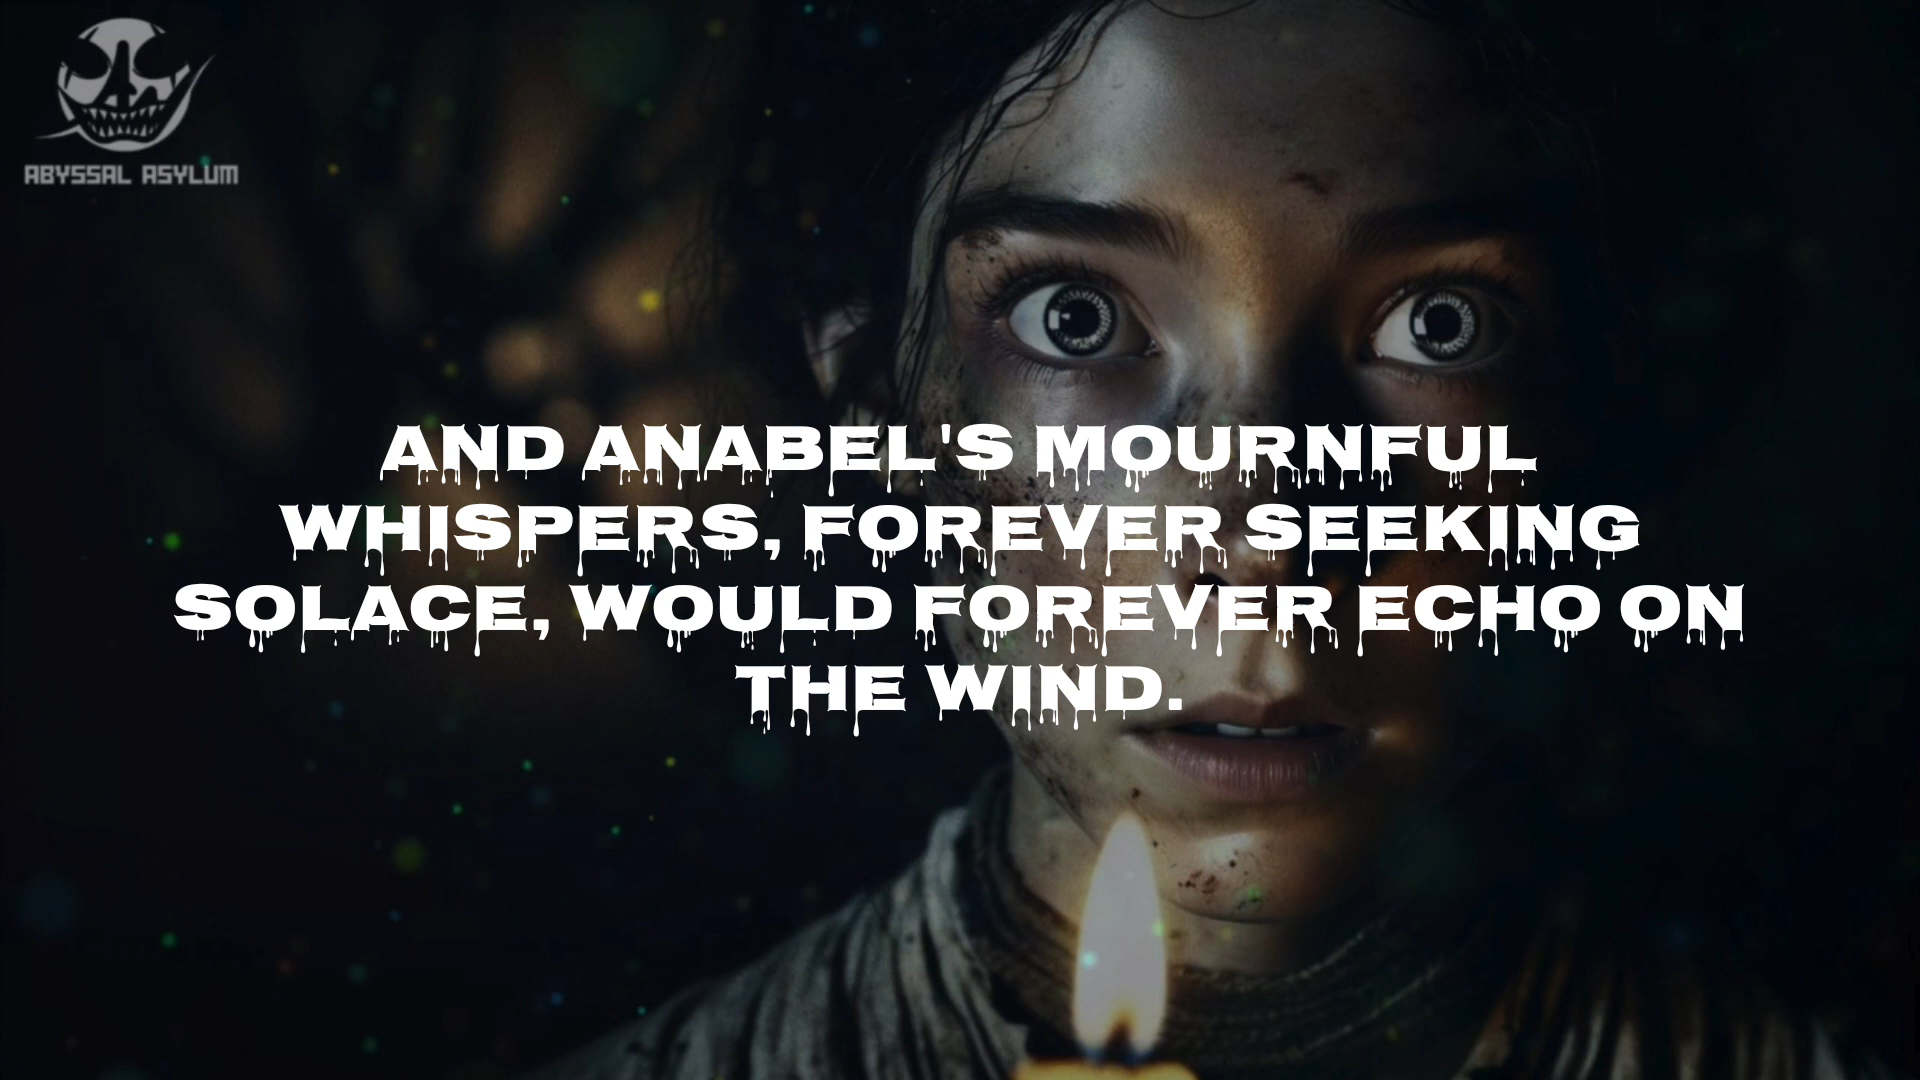 ABYSSAL ASYLUM
AND ANABEL'S MOURNFUL
WHISPERS, FOREVER SEEKING
SOLACE, WOULD FOREVER ECHO ON
THE WIND.